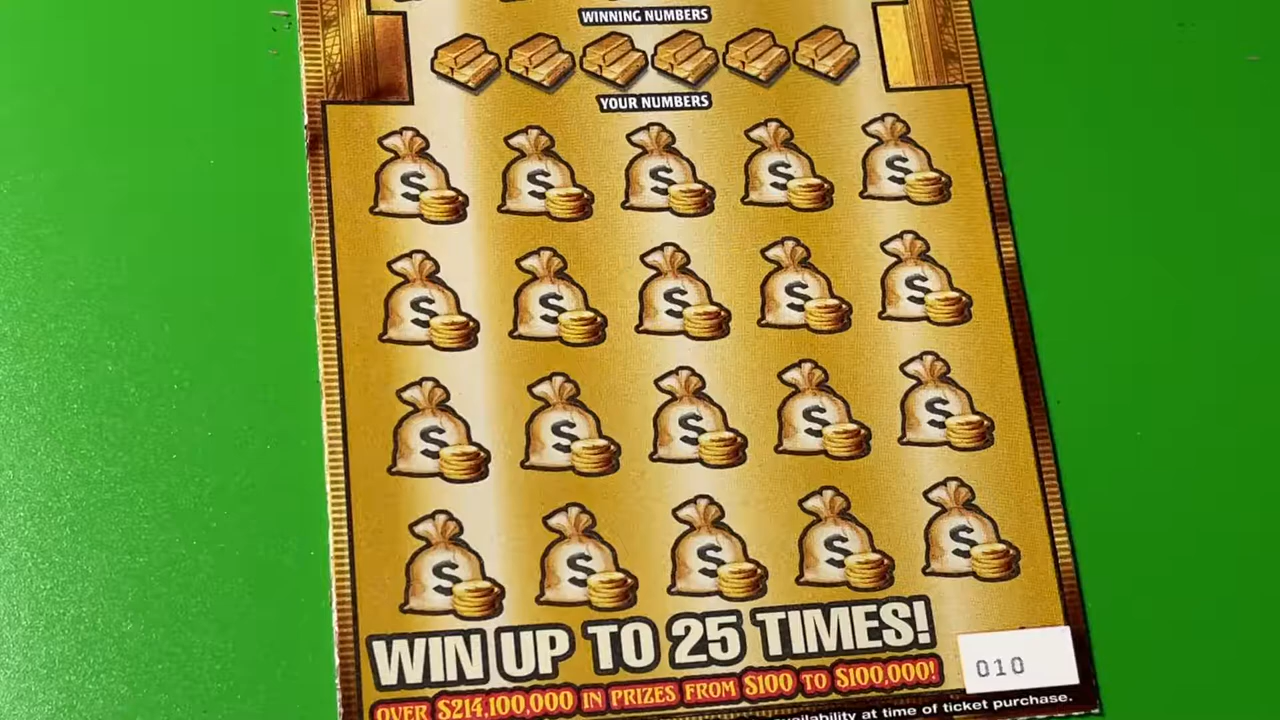 WINNING NUMBERS
YOUR NUMBERS
$ $ $ $ $
$ $ $ $ $
$ $ $ $ $
$ $ $ $ $
WIN UP TO 25 TIMES!
010
OVER $214,100,000 IN PRIZES FROM $100 TO $100,000!
availability at time of ticket purchase.